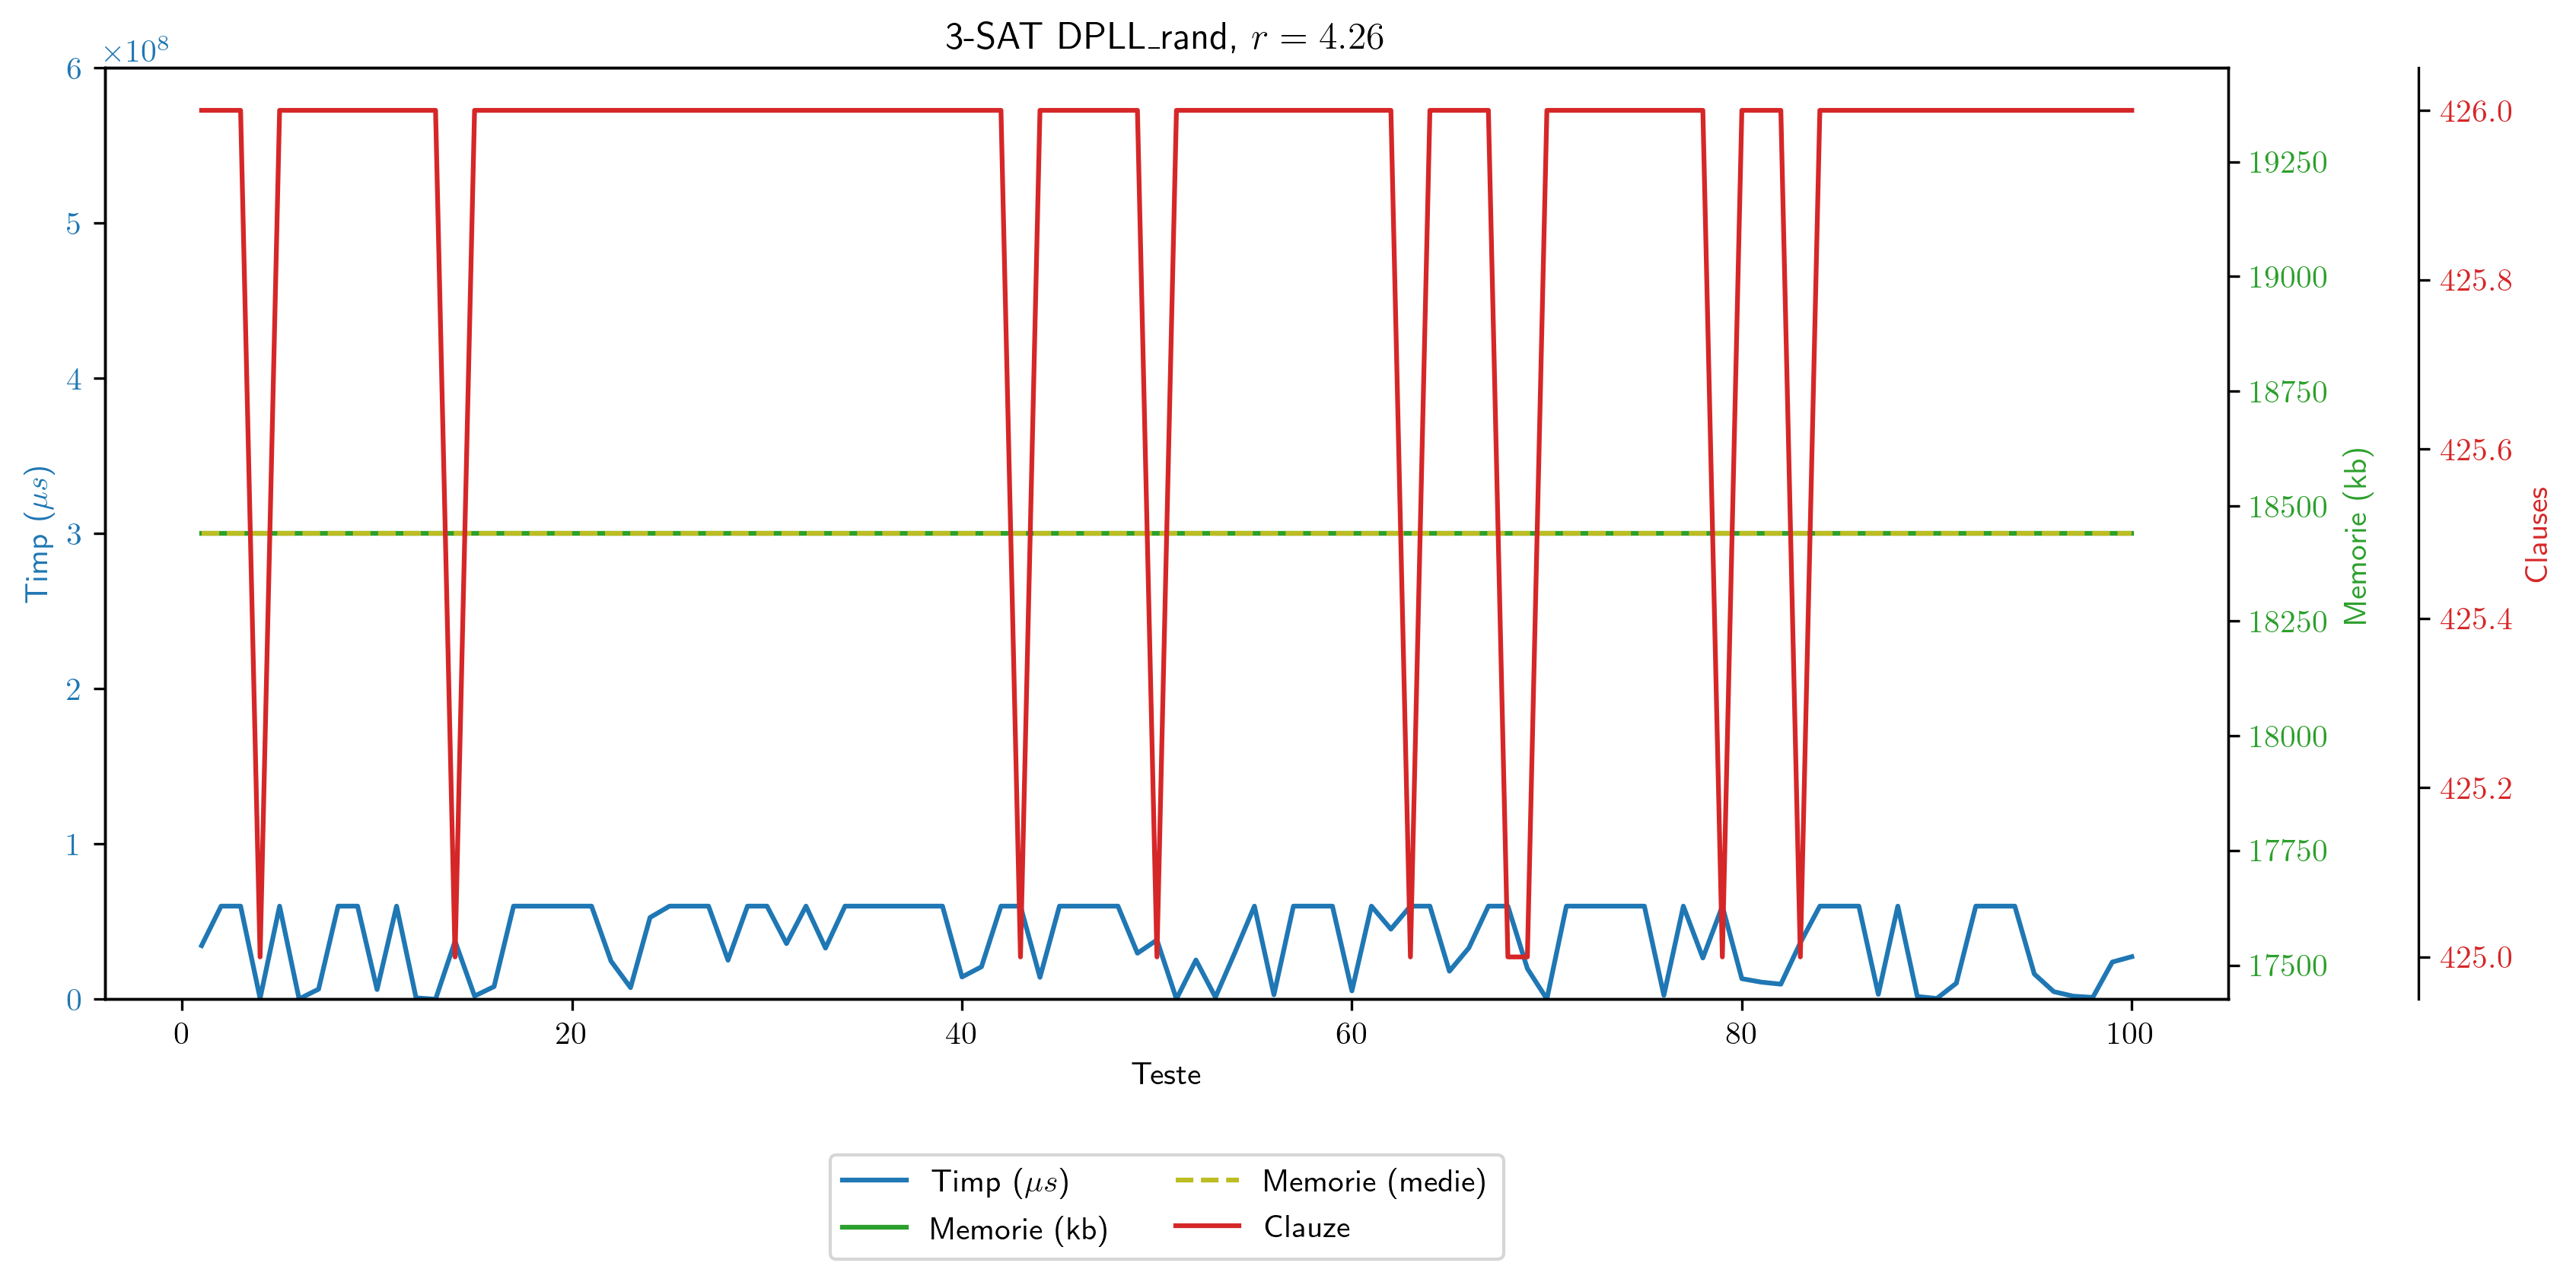 3-SAT DPLL_rand, r = 4.26
×10⁸
6
5
4
3
2
1
0
Timp (μs)
19250
19000
18750
18500
18250
18000
17750
17500
Memorie (kb)
426.0
425.8
425.6
425.4
425.2
425.0
Clauses
0 20 40 60 80 100
Teste
Timp (μs) Memorie (medie)
Memorie (kb) Clauze